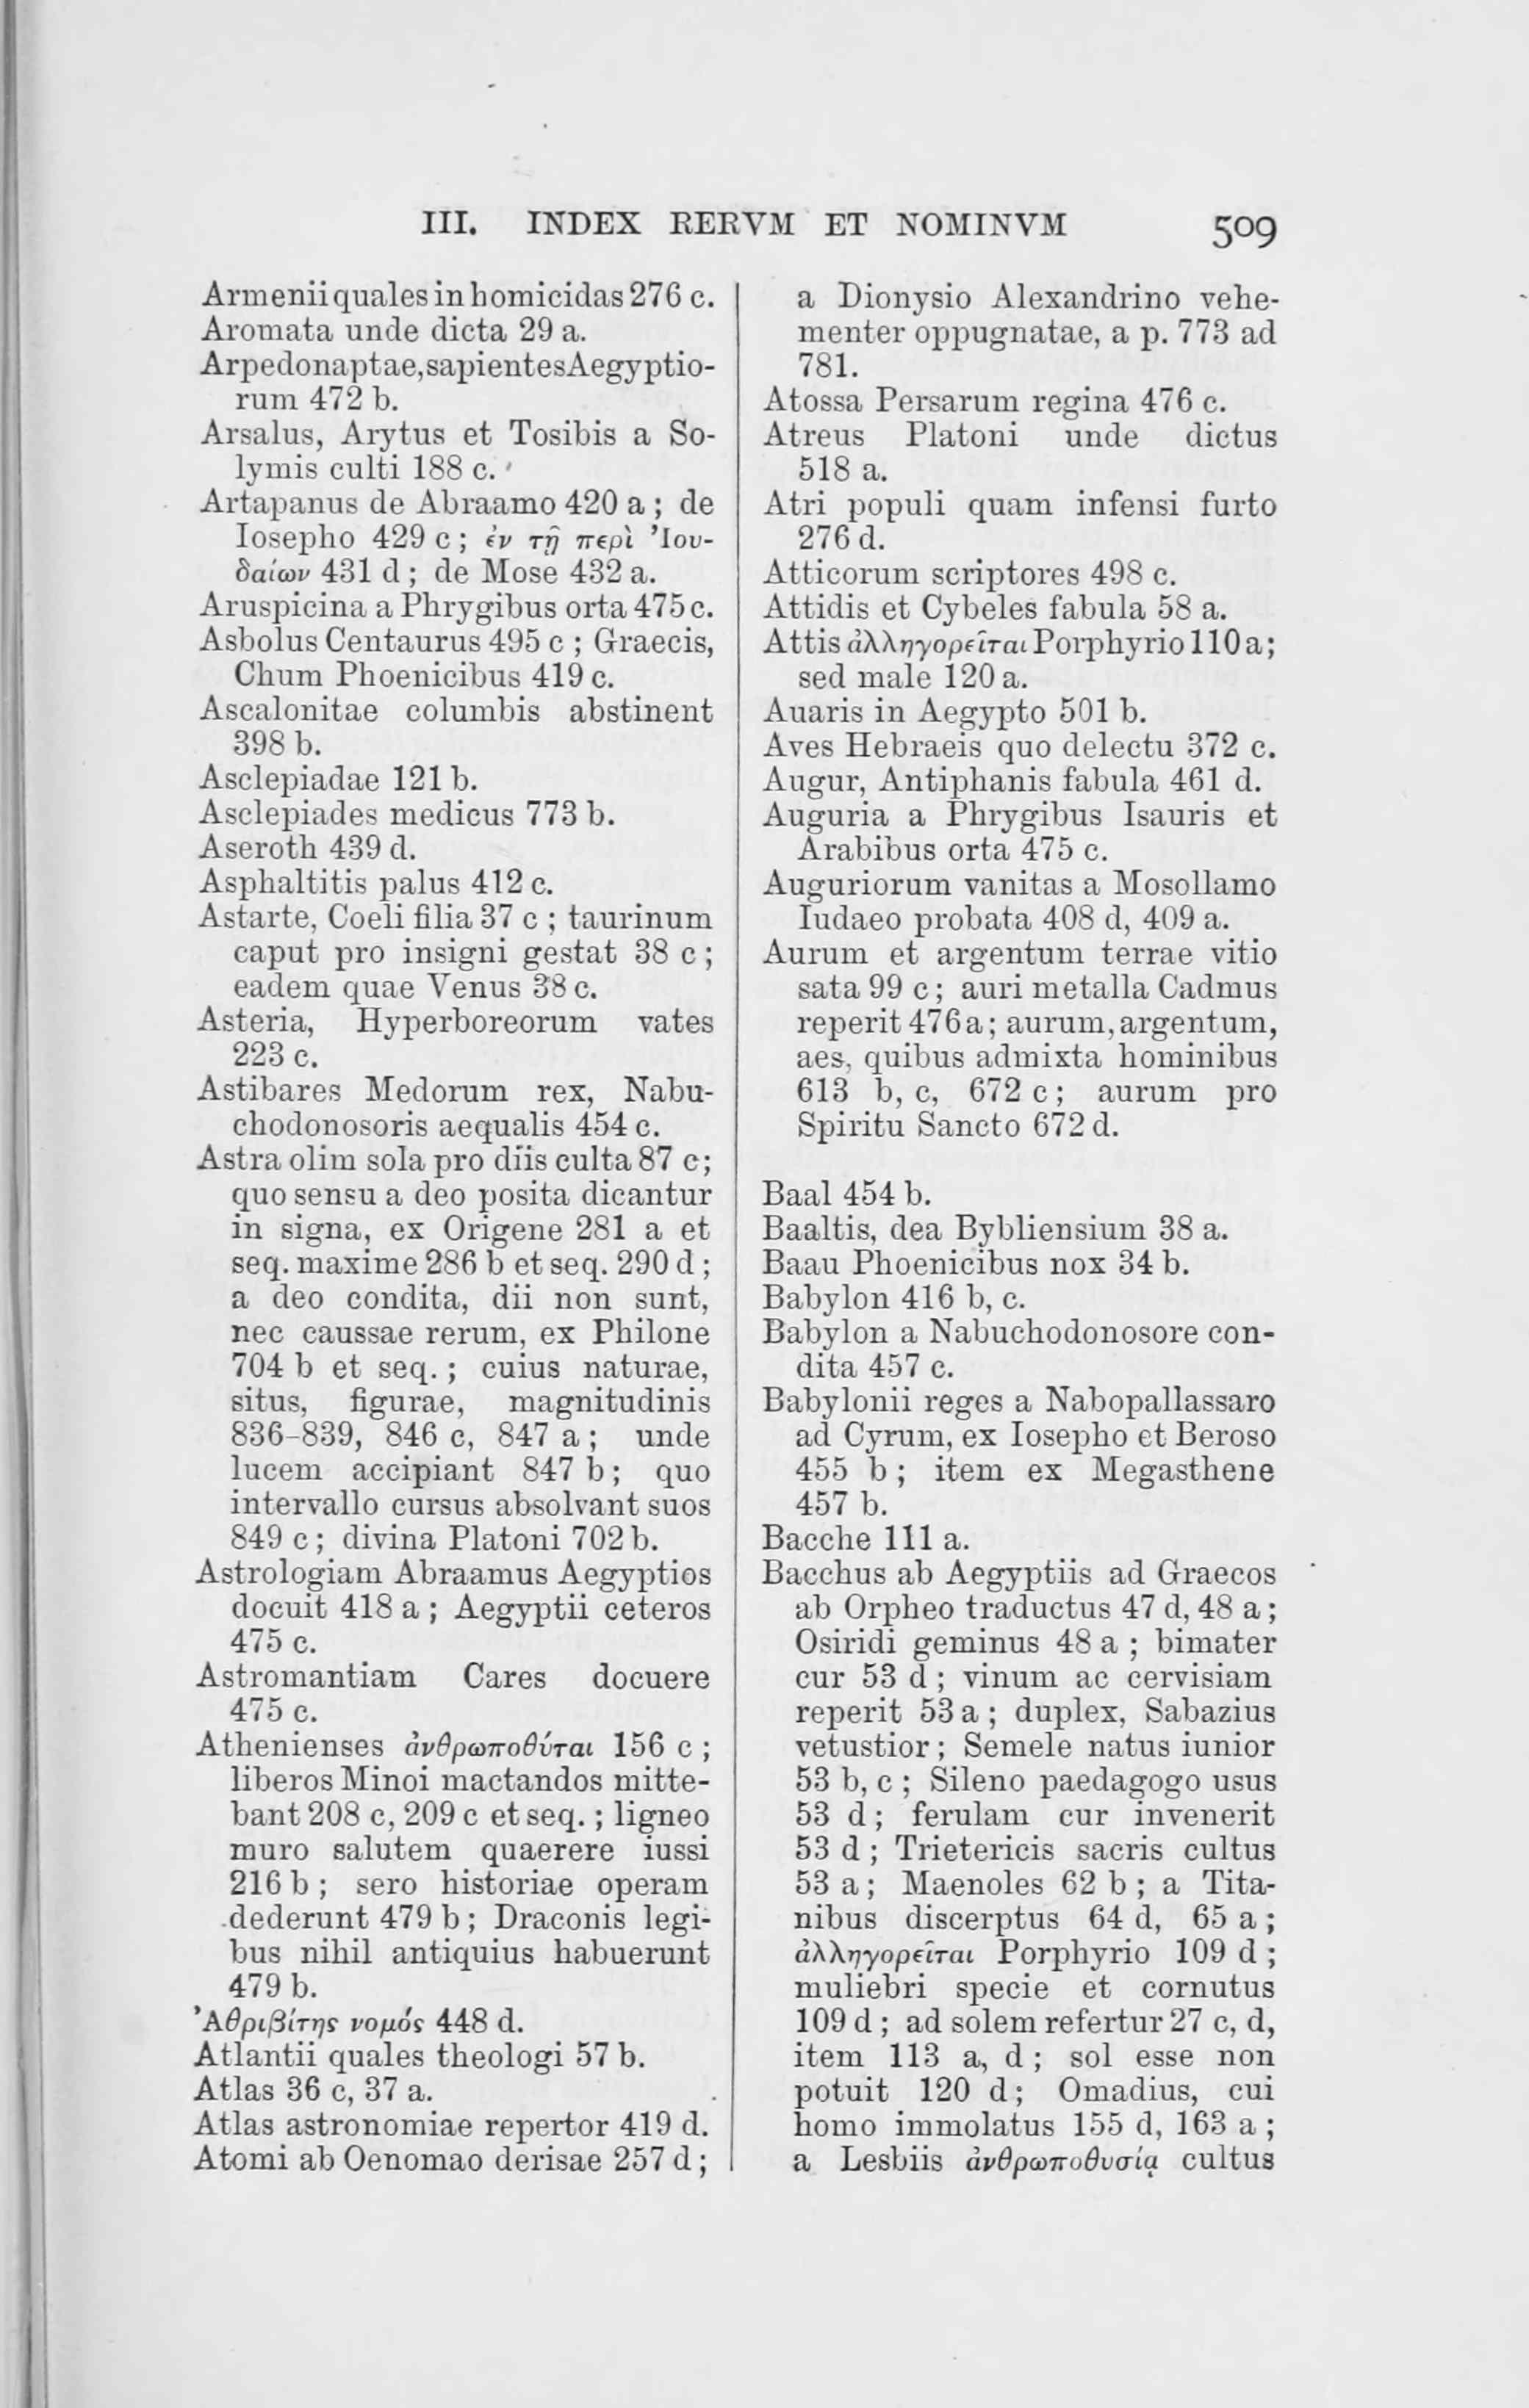 III. INDEX RERVM ET NOMINVM 509
Armenii quales in homicidas 276 c.
Aromata unde dicta 29 a.
Arpedonaptae, sapientes Aegyptio-
rum 472 b.
Arsalus, Arytus et Tosibis a So-
lymis culti 188 c.
Artapanus de Abraamo 420 a ; de
Iosepho 429 c ; ἐν τῇ περὶ Ἰου-
δαίων 431 d ; de Mose 432 a.
Aruspicina a Phrygibus orta 475 c.
Asbolus Centaurus 495 c ; Graecis,
Chum Phoenicibus 419 c.
Ascalonitae columbis abstinent
398 b.
Asclepiadae 121 b.
Asclepiades medicus 773 b.
Aseroth 439 d.
Asphaltitis palus 412 c.
Astarte, Coeli filia 37 c ; taurinum
caput pro insigni gestat 38 c ;
eadem quae Venus 38 c.
Asteria, Hyperboreorum vates
223 c.
Astibares Medorum rex, Nabu-
chodonosoris aequalis 454 c.
Astra olim sola pro diis culta 87 c;
quo sensu a deo posita dicantur
in signa, ex Origene 281 a et
seq. maxime 286 b et seq. 290 d ;
a deo condita, dii non sunt,
nec caussae rerum, ex Philone
704 b et seq. ; cuius naturae,
situs, figurae, magnitudinis
836-839, 846 c, 847 a ; unde
lucem accipiant 847 b ; quo
intervallo cursus absolvant suos
849 c ; divina Platoni 702 b.
Astrologiam Abraamus Aegyptios
docuit 418 a ; Aegyptii ceteros
475 c.
Astromantiam Cares docuere
475 c.
Athenienses ἀνθρωποθύται 156 c ;
liberos Minoi mactandos mitte-
bant 208 c, 209 c et seq. ; ligneo
muro salutem quaerere iussi
216 b ; sero historiae operam
dederunt 479 b ; Draconis legi-
bus nihil antiquius habuerunt
479 b.
Ἀθριβίτης νομός 448 d.
Atlantii quales theologi 57 b.
Atlas 36 c, 37 a.
Atlas astronomiae repertor 419 d.
Atomi ab Oenomao derisae 257 d ;
a Dionysio Alexandrino vehe-
menter oppugnatae, a p. 773 ad
781.
Atossa Persarum regina 476 c.
Atreus Platoni unde dictus
518 a.
Atri populi quam infensi furto
276 d.
Atticorum scriptores 498 c.
Attidis et Cybeles fabula 58 a.
Attis ἀλληγορεῖται Porphyrio 110 a;
sed male 120 a.
Auaris in Aegypto 501 b.
Aves Hebraeis quo delectu 372 c.
Augur, Antiphanis fabula 461 d.
Auguria a Phrygibus Isauris et
Arabibus orta 475 c.
Auguriorum vanitas a Mosollamo
Iudaeo probata 408 d, 409 a.
Aurum et argentum terrae vitio
sata 99 c ; auri metalla Cadmus
reperit 476 a ; aurum, argentum,
aes, quibus admixta hominibus
613 b, c, 672 c ; aurum pro
Spiritu Sancto 672 d.
Baal 454 b.
Baaltis, dea Bybliensium 38 a.
Baau Phoenicibus nox 34 b.
Babylon 416 b, c.
Babylon a Nabuchodonosore con-
dita 457 c.
Babylonii reges a Nabopallassaro
ad Cyrum, ex Iosepho et Beroso
455 b ; item ex Megasthene
457 b.
Bacche 111 a.
Bacchus ab Aegyptiis ad Graecos
ab Orpheo traductus 47 d, 48 a ;
Osiridi geminus 48 a ; bimater
cur 53 d ; vinum ac cervisiam
reperit 53 a ; duplex, Sabazius
vetustior ; Semele natus iunior
53 b, c ; Sileno paedagogo usus
53 d ; ferulam cur invenerit
53 d ; Trietericis sacris cultus
53 a ; Maenoles 62 b ; a Tita-
nibus discerptus 64 d, 65 a ;
ἀλληγορεῖται Porphyrio 109 d ;
muliebri specie et cornutus
109 d ; ad solem refertur 27 c, d,
item 113 a, d ; sol esse non
potuit 120 d ; Omadius, cui
homo immolatus 155 d, 163 a ;
a Lesbiis ἀνθρωποθυσίᾳ cultus